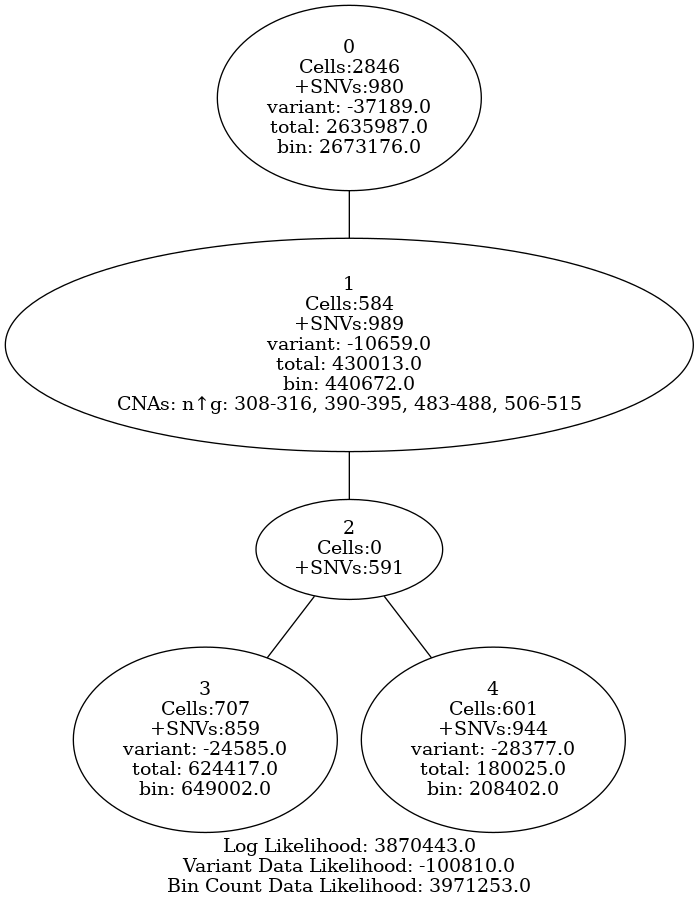 0
Cells:2846
+SNVs:980
variant: -37189.0
total: 2635987.0
bin: 2673176.0
1
Cells:584
+SNVs:989
variant: -10659.0
total: 430013.0
bin: 440672.0
CNAs: n↑g: 308-316, 390-395, 483-488, 506-515
2
Cells:0
+SNVs:591
3
Cells:707
+SNVs:859
variant: -24585.0
total: 624417.0
bin: 649002.0
4
Cells:601
+SNVs:944
variant: -28377.0
total: 180025.0
bin: 208402.0
Log Likelihood: 3870443.0
Variant Data Likelihood: -100810.0
Bin Count Data Likelihood: 3971253.0